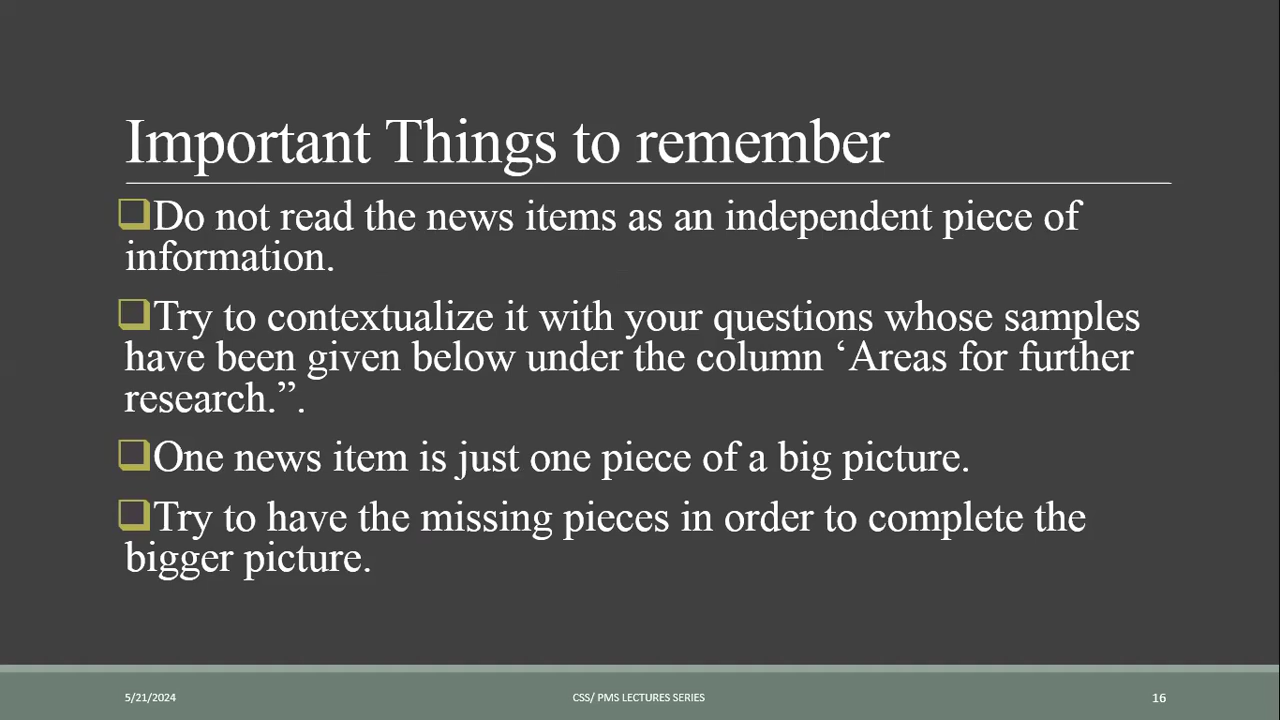 Important Things to remember
Do not read the news items as an independent piece of
information.
Try to contextualize it with your questions whose samples
have been given below under the column ‘Areas for further
research.”.
One news item is just one piece of a big picture.
Try to have the missing pieces in order to complete the
bigger picture.
5/21/2024
CSS/ PMS LECTURES SERIES
16